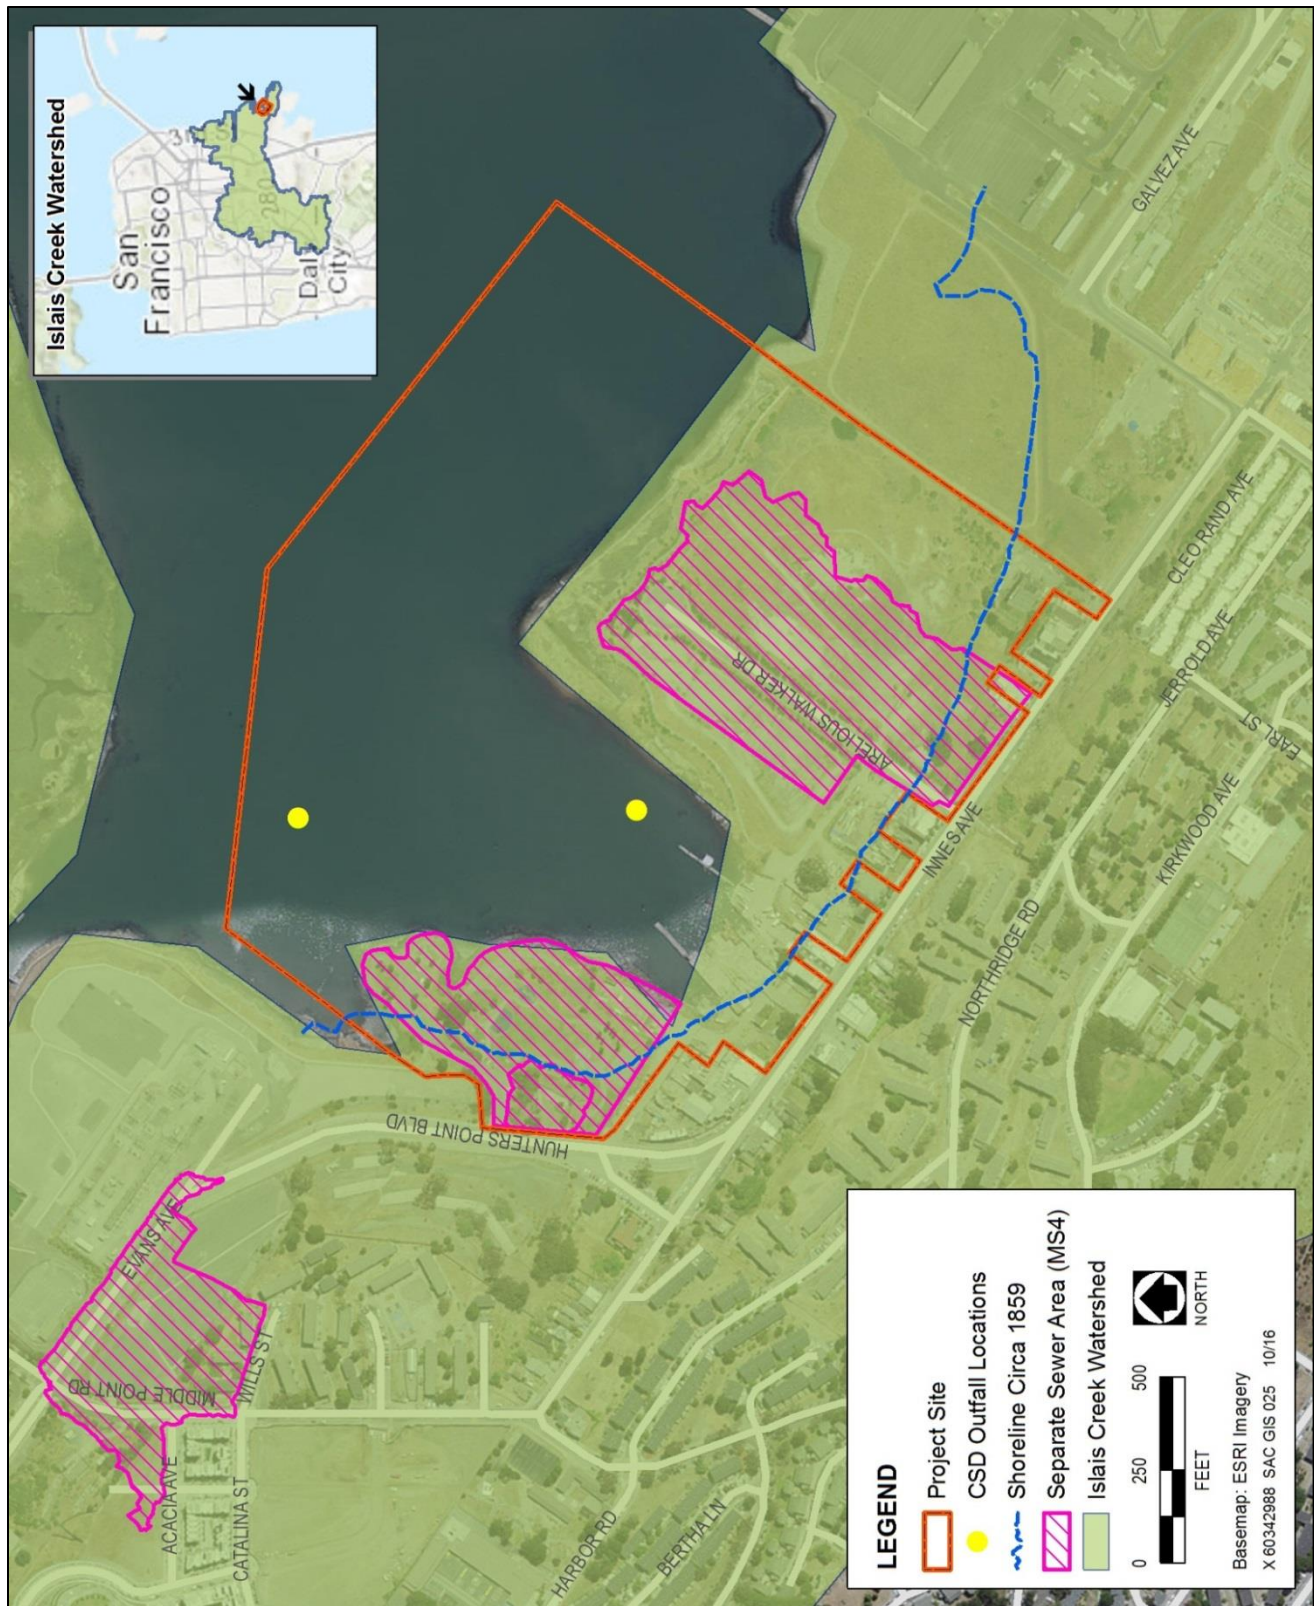 Islais Creek Watershed
San
Francisco
280
City
GALVEZ AVE
CLEO RAND AVE
JERROLD AVE
EARL ST
KIRKWOOD AVE
ARELIOUS WALKER DR
INNES AVE
NORTHRIDGE RD
HUNTERS POINT BLVD
EVANS AVE
MIDDLE POINT RD
WILLS ST
ACACIA AVE
CATALINA ST
HARBOR RD
BERTHA LN
LEGEND
Project Site
CSD Outfall Locations
Shoreline Circa 1859
Separate Sewer Area (MS4)
Islais Creek Watershed
0 250 500
FEET
NORTH
Basemap: ESRI Imagery
X 60342988 SAC GIS 025 10/16